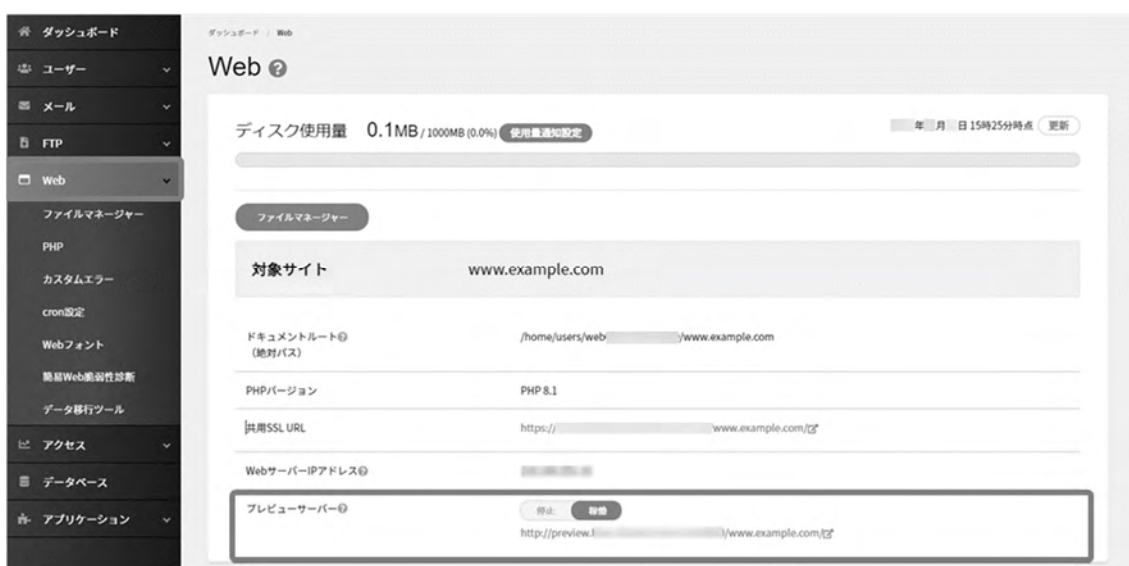 ダッシュボード
ユーザー
メール
FTP
Web
ファイルマネージャー
PHP
カスタムエラー
cron設定
Webフォント
簡易Web脆弱性診断
データ移行ツール
アクセス
データベース
アプリケーション
ダッシュボード / Web
Web ?
ディスク使用量 0.1MB / 1000MB (0.0%) 使用量通知設定
年 月 日 15時25分時点 更新
ファイルマネージャー
対象サイト www.example.com
ドキュメントルート? /home/users/web /www.example.com
(絶対パス)
PHPバージョン PHP 8.1
共用SSL URL https:// www.example.com/
WebサーバーIPアドレス?
プレビューサーバー? 停止 稼働
http://preview. /www.example.com/